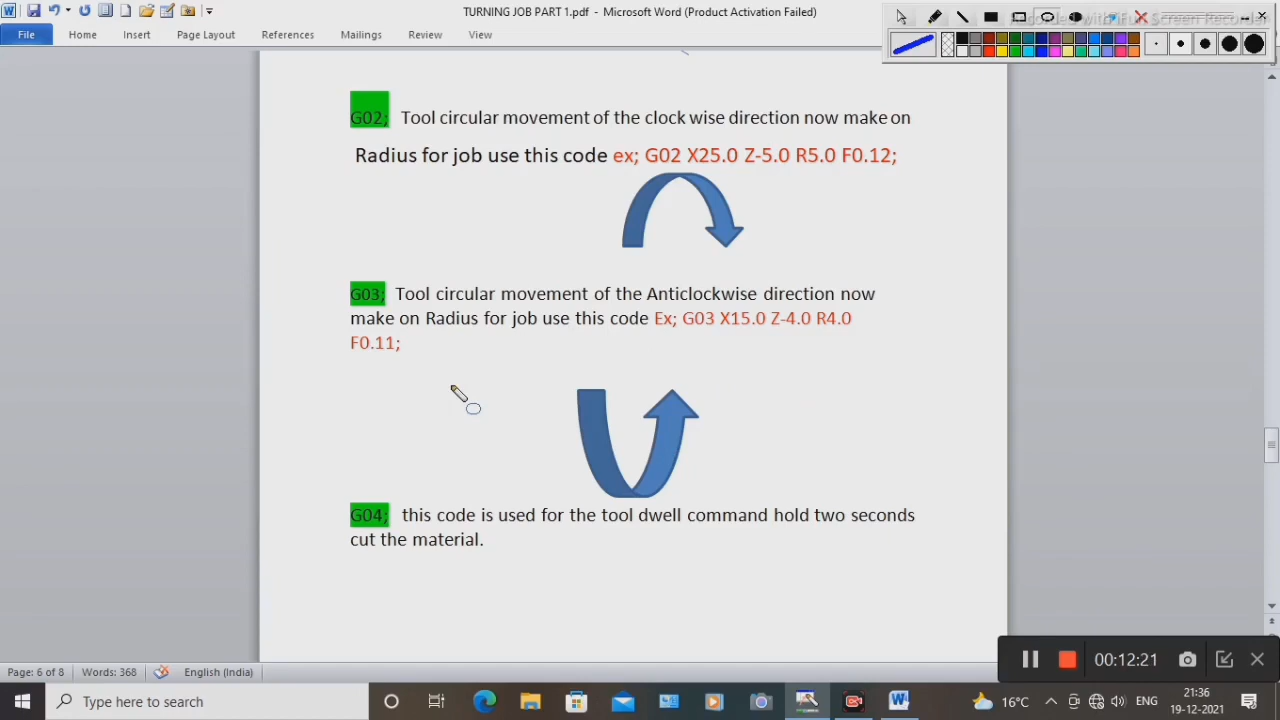 TURNING JOB PART 1.pdf - Microsoft Word (Product Activation Failed)
File Home Insert Page Layout References Mailings Review View
G02; Tool circular movement of the clock wise direction now make on
Radius for job use this code ex; G02 X25.0 Z-5.0 R5.0 F0.12;
G03; Tool circular movement of the Anticlockwise direction now
make on Radius for job use this code Ex; G03 X15.0 Z-4.0 R4.0
F0.11;
G04; this code is used for the tool dwell command hold two seconds
cut the material.
00:12:21
Page: 6 of 8 Words: 368 English (India)
Type here to search
16°C ENG
21:36
19-12-2021